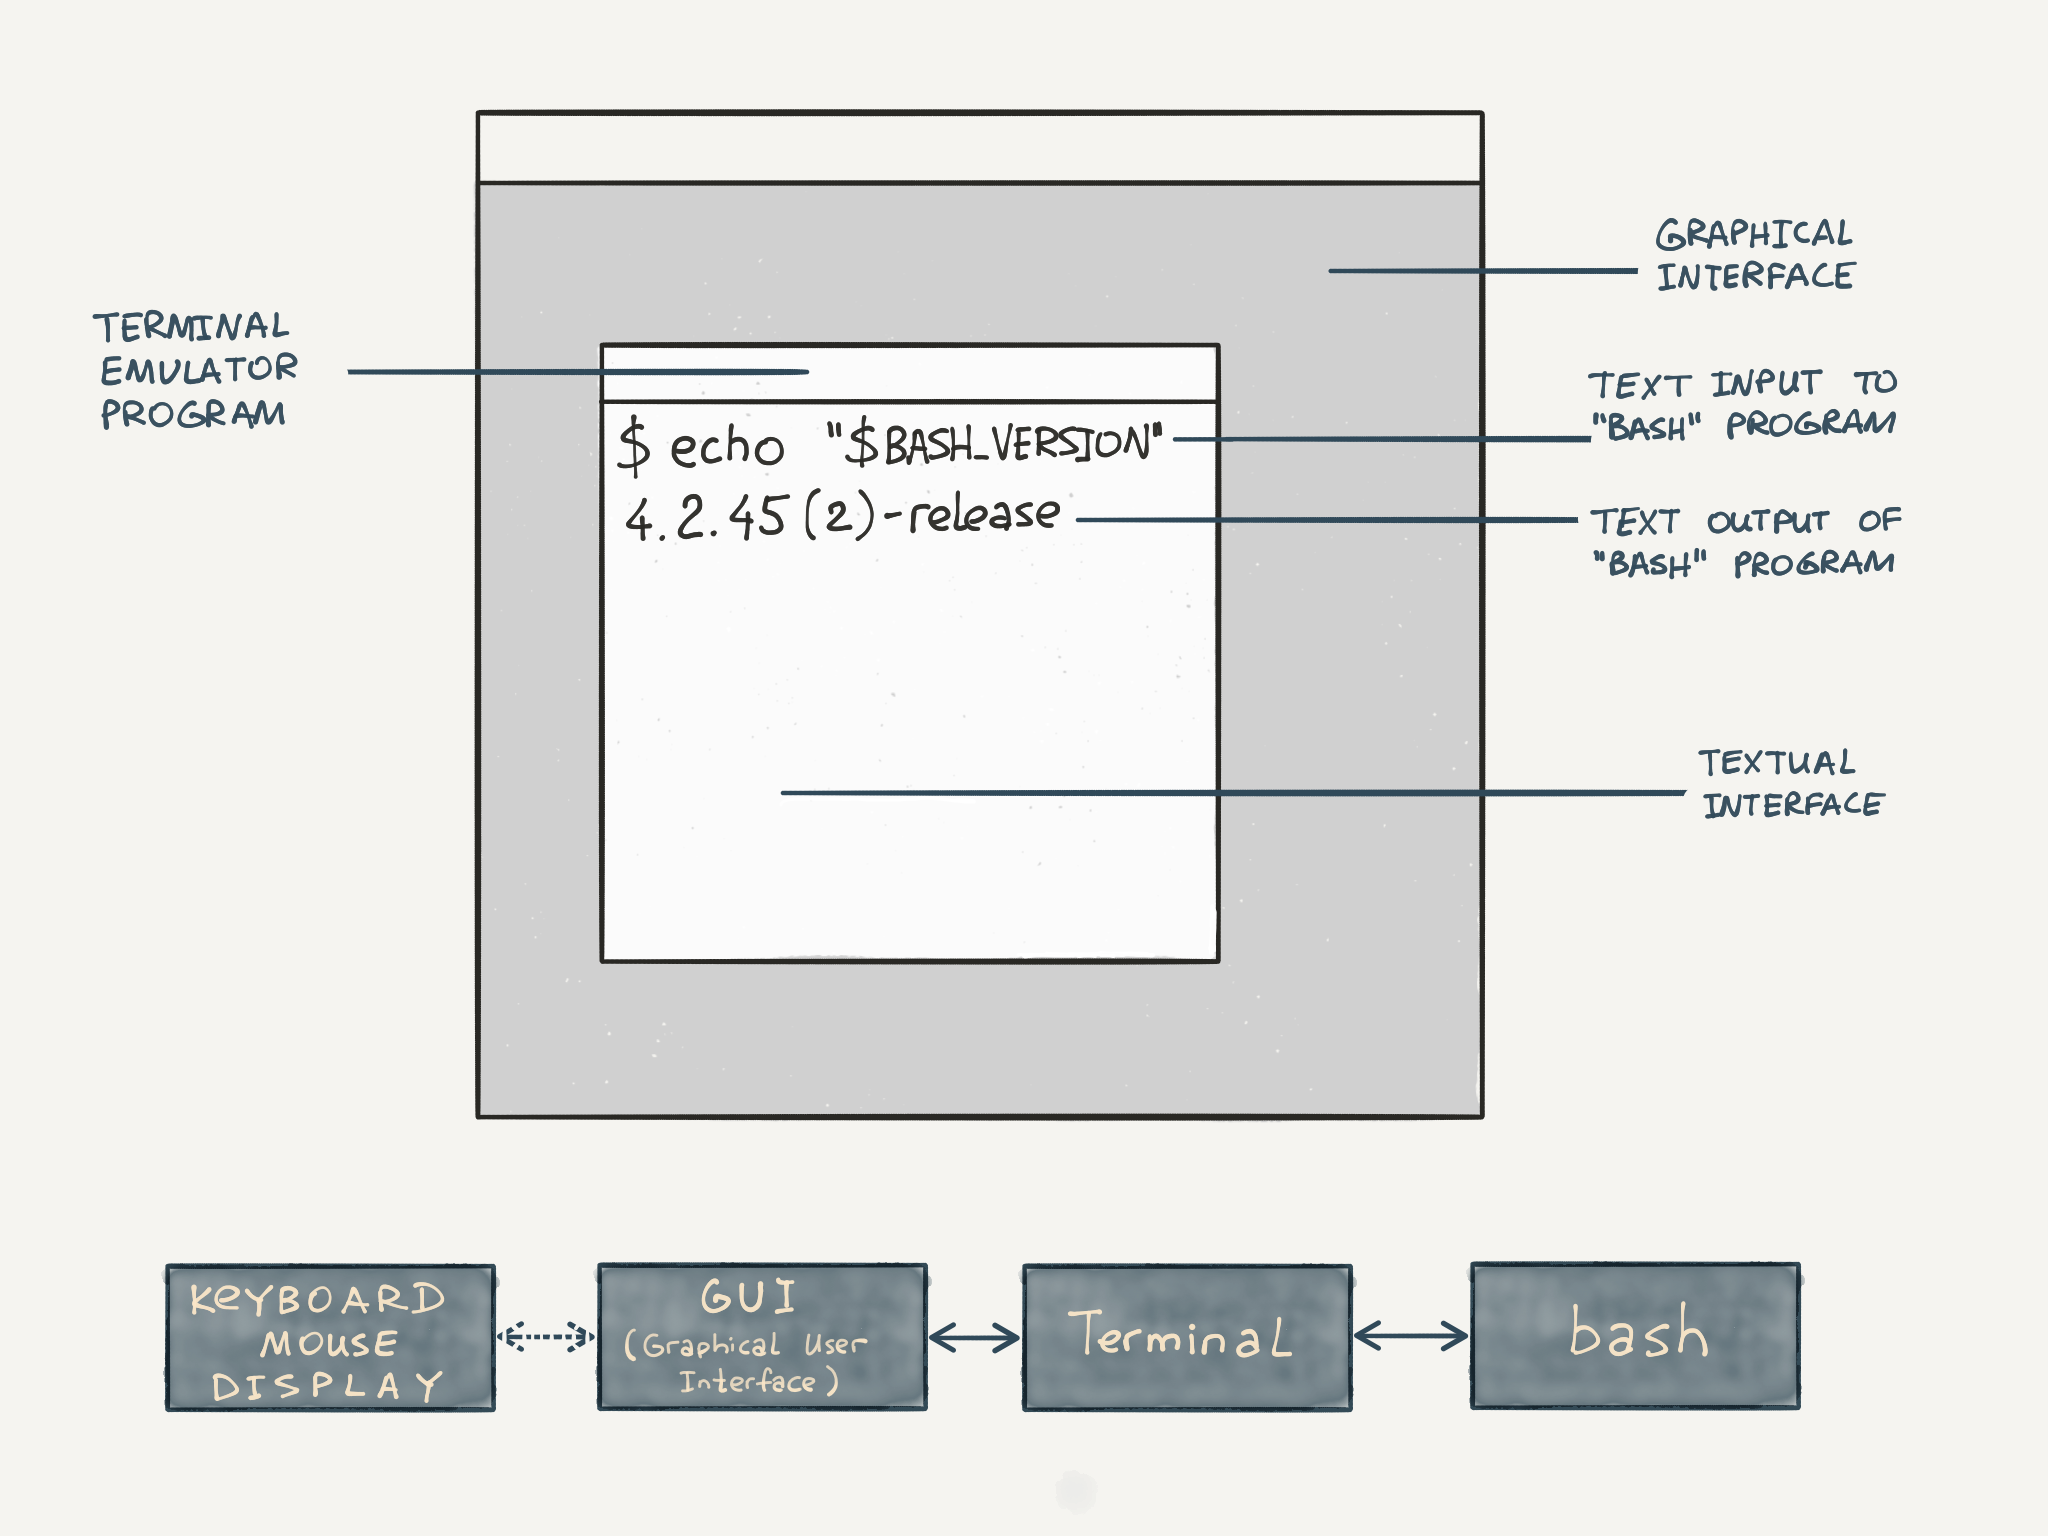 GRAPHICAL
INTERFACE
TERMINAL
EMULATOR
PROGRAM
TEXT INPUT TO
"BASH" PROGRAM
$ echo "$BASH_VERSION"
4.2.45(2)-release
TEXT OUTPUT OF
"BASH" PROGRAM
TEXTUAL
INTERFACE
KEYBOARD
MOUSE
DISPLAY
GUI
(Graphical User
Interface)
Terminal
bash